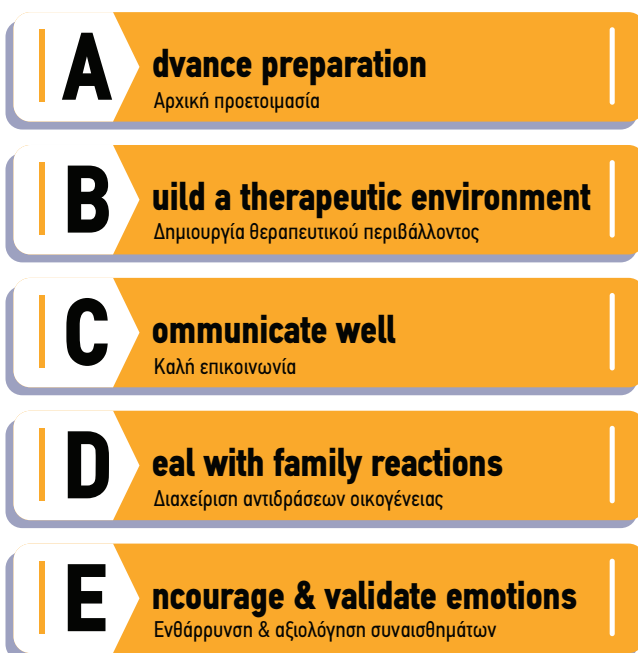 A dvance preparation
Αρχική προετοιμασία
B uild a therapeutic environment
Δημιουργία θεραπευτικού περιβάλλοντος
C ommunicate well
Καλή επικοινωνία
D eal with family reactions
Διαχείριση αντιδράσεων οικογένειας
E ncourage & validate emotions
Ενθάρρυνση & αξιολόγηση συναισθημάτων